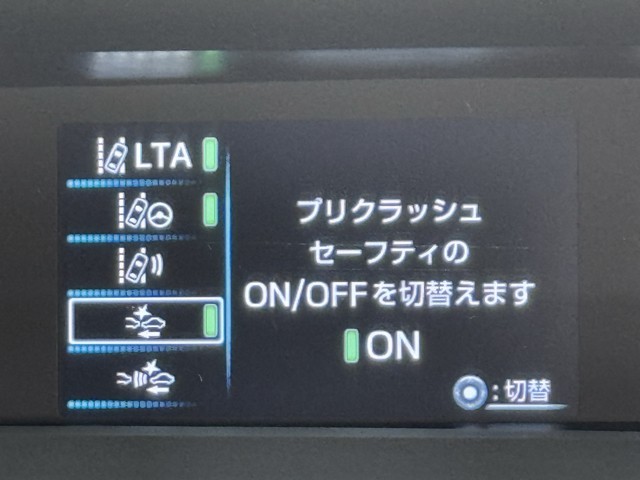 LTA
プリクラッシュ
セーフティの
ON/OFFを切替えます
ON
:切替